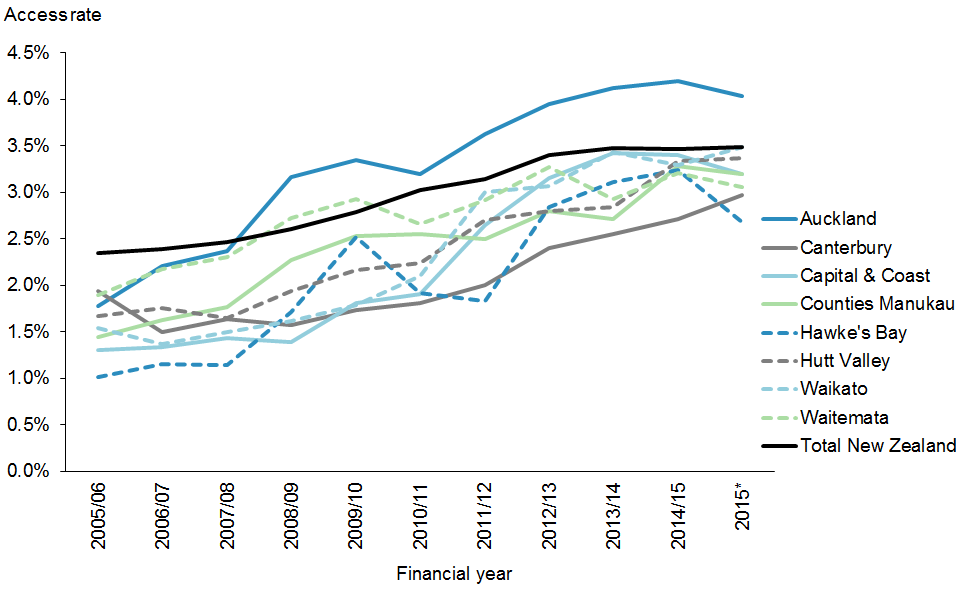 Accessrate
4.5%
4.0%
3.5%
3.0%
2.5%
2.0%
1.5%
1.0%
0.5%
0.0%
2005/06
2006/07
2007/08
2008/09
2009/10
2010/11
2011/12
2012/13
2013/14
2014/15
2015*
Financial year
Auckland
Canterbury
Capital & Coast
Counties Manukau
Hawke's Bay
Hutt Valley
Waikato
Waitemata
Total New Zealand